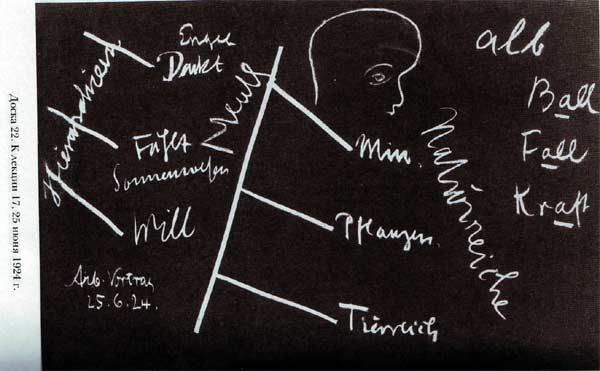 Доска 22. К лекции 17, 25 июня 1924 г.
Hierarchien
Engel
Denkt
Fühlt
Sonnenwesen
Will
Arb. Vortrag
25.6.24.
Mensch
Min.
Pflanzen.
Tierreich
Naturreiche
alb
Ball
Fall
Kraft